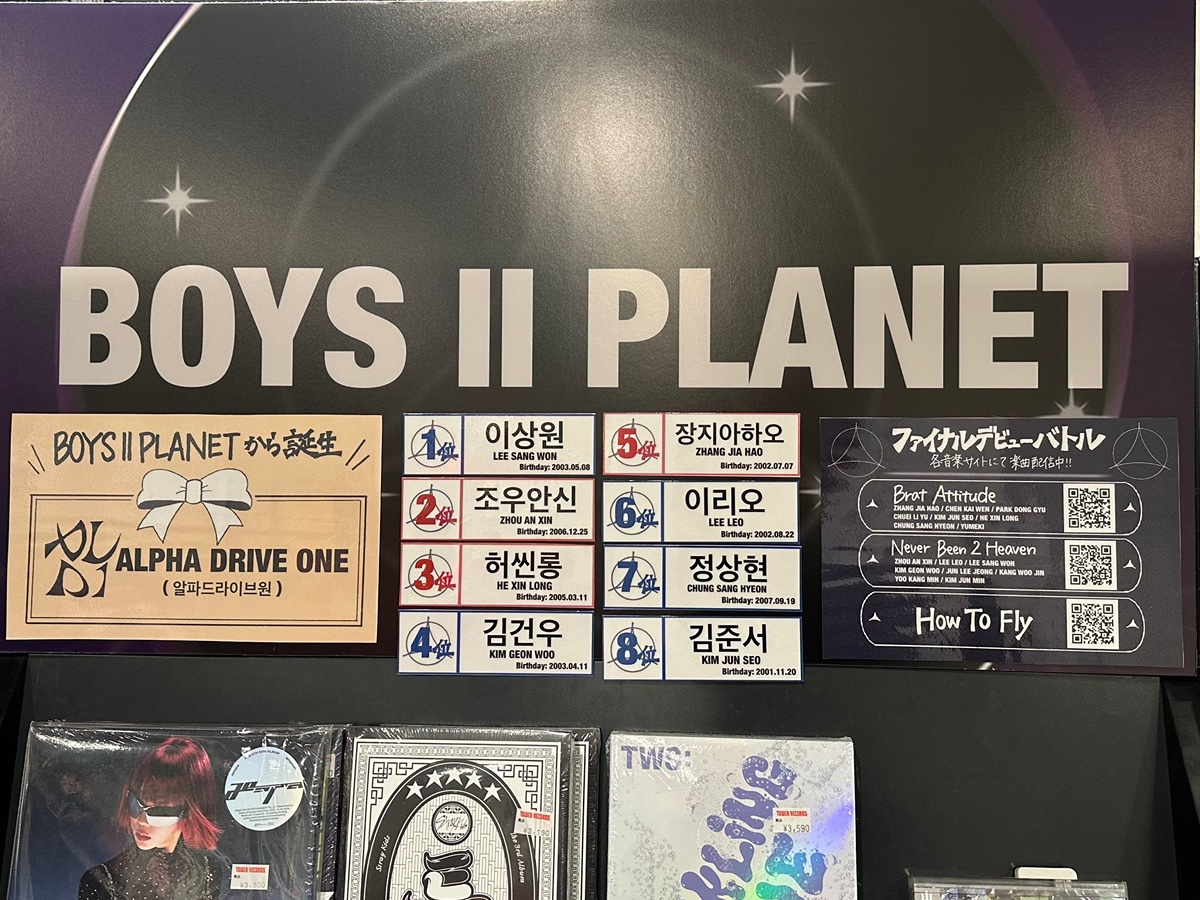 BOYS II PLANET
BOYS II PLANETから誕生
ALPHA DRIVE ONE
(알파드라이브원)
1位
이상원
LEE SANG WON
Birthday: 2003.05.08
2位
조우안신
ZHOU AN XIN
Birthday: 2006.12.25
3位
허씬롱
HE XIN LONG
Birthday: 2005.03.11
4位
김건우
KIM GEON WOO
Birthday: 2003.04.11
5位
장지아하오
ZHANG JIA HAO
Birthday: 2002.07.07
6位
이리오
LEE LEO
Birthday: 2002.08.22
7位
정상현
CHUNG SANG HYEON
Birthday: 2007.09.19
8位
김준서
KIM JUN SEO
Birthday: 2001.11.20
ファイナルデビューバトル
各音楽サイトにて楽曲配信中!!
Brat Attitude
ZHANG JIA HAO / CHEN KAI WEN / PARK DONG GYU
CHUEI LI YU / KIM JUN SEO / HE XIN LONG
CHUNG SANG HYEON / YUMEKI
Never Been 2 Heaven
ZHOU AN XIN / LEE LEO / LEE SANG WON
KIM GEON WOO / JUN LEE JEONG / KANG WOO JIN
YOO KANG MIN / KIM JUN MIN
How To Fly
TOWER RECORDS
¥3,300
Stray Kids
The 3rd Album
TOWER RECORDS
¥3,190
TWS:
TOWER RECORDS
¥3,590